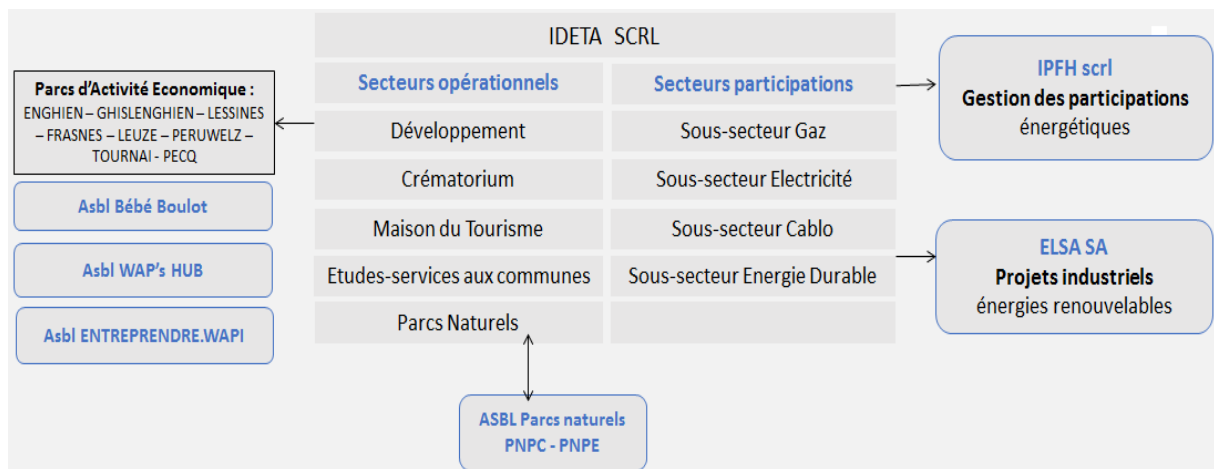 IDETA SCRL
Secteurs opérationnels
Secteurs participations
Développement
Sous-secteur Gaz
Crématorium
Sous-secteur Electricité
Maison du Tourisme
Sous-secteur Cablo
Etudes-services aux communes
Sous-secteur Energie Durable
Parcs Naturels
Parcs d'Activité Economique :
ENGHIEN – GHISLENGHIEN – LESSINES
– FRASNES – LEUZE – PERUWELZ –
TOURNAI - PECQ
Asbl Bébé Boulot
Asbl WAP's HUB
Asbl ENTREPRENDRE.WAPI
IPFH scrl
Gestion des participations
énergétiques
ELSA SA
Projets industriels
énergies renouvelables
ASBL Parcs naturels
PNPC - PNPE